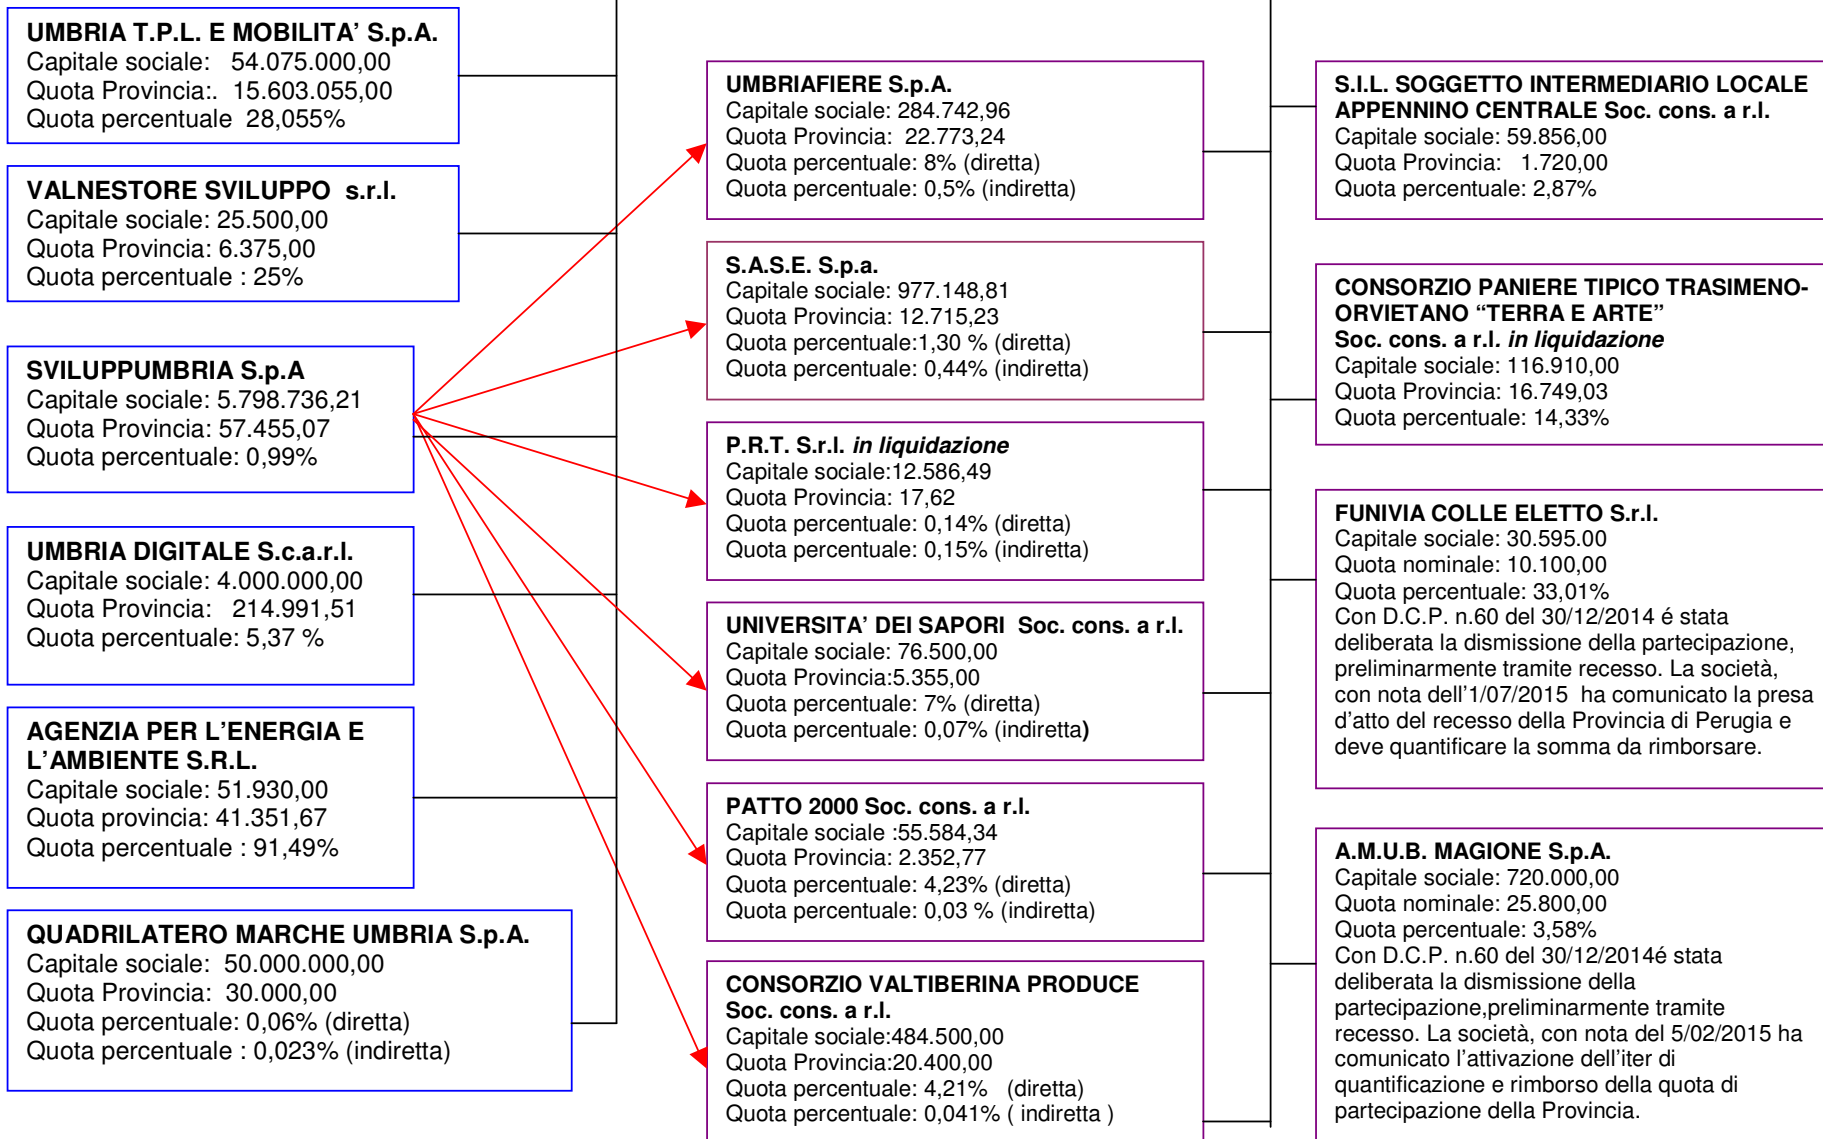 UMBRIA T.P.L. E MOBILITA’ S.p.A.
Capitale sociale: 54.075.000,00
Quota Provincia:. 15.603.055,00
Quota percentuale 28,055%
VALNESTORE SVILUPPO s.r.l.
Capitale sociale: 25.500,00
Quota Provincia: 6.375,00
Quota percentuale : 25%
SVILUPPUMBRIA S.p.A
Capitale sociale: 5.798.736,21
Quota Provincia: 57.455,07
Quota percentuale: 0,99%
UMBRIA DIGITALE S.c.a.r.l.
Capitale sociale: 4.000.000,00
Quota Provincia: 214.991,51
Quota percentuale: 5,37 %
AGENZIA PER L’ENERGIA E
L’AMBIENTE S.R.L.
Capitale sociale: 51.930,00
Quota provincia: 41.351,67
Quota percentuale : 91,49%
QUADRILATERO MARCHE UMBRIA S.p.A.
Capitale sociale: 50.000.000,00
Quota Provincia: 30.000,00
Quota percentuale: 0,06% (diretta)
Quota percentuale : 0,023% (indiretta)
UMBRIAFIERE S.p.A.
Capitale sociale: 284.742,96
Quota Provincia: 22.773,24
Quota percentuale: 8% (diretta)
Quota percentuale: 0,5% (indiretta)
S.A.S.E. S.p.a.
Capitale sociale: 977.148,81
Quota Provincia: 12.715,23
Quota percentuale:1,30 % (diretta)
Quota percentuale: 0,44% (indiretta)
P.R.T. S.r.l. in liquidazione
Capitale sociale:12.586,49
Quota Provincia: 17,62
Quota percentuale: 0,14% (diretta)
Quota percentuale: 0,15% (indiretta)
UNIVERSITA’ DEI SAPORI Soc. cons. a r.l.
Capitale sociale: 76.500,00
Quota Provincia:5.355,00
Quota percentuale: 7% (diretta)
Quota percentuale: 0,07% (indiretta)
PATTO 2000 Soc. cons. a r.l.
Capitale sociale :55.584,34
Quota Provincia: 2.352,77
Quota percentuale: 4,23% (diretta)
Quota percentuale: 0,03 % (indiretta)
CONSORZIO VALTIBERINA PRODUCE
Soc. cons. a r.l.
Capitale sociale:484.500,00
Quota Provincia:20.400,00
Quota percentuale: 4,21% (diretta)
Quota percentuale: 0,041% ( indiretta )
S.I.L. SOGGETTO INTERMEDIARIO LOCALE
APPENNINO CENTRALE Soc. cons. a r.l.
Capitale sociale: 59.856,00
Quota Provincia: 1.720,00
Quota percentuale: 2,87%
CONSORZIO PANIERE TIPICO TRASIMENO-
ORVIETANO “TERRA E ARTE”
Soc. cons. a r.l. in liquidazione
Capitale sociale: 116.910,00
Quota Provincia: 16.749,03
Quota percentuale: 14,33%
FUNIVIA COLLE ELETTO S.r.l.
Capitale sociale: 30.595.00
Quota nominale: 10.100,00
Quota percentuale: 33,01%
Con D.C.P. n.60 del 30/12/2014 é stata
deliberata la dismissione della partecipazione,
preliminarmente tramite recesso. La società,
con nota dell’1/07/2015 ha comunicato la presa
d’atto del recesso della Provincia di Perugia e
deve quantificare la somma da rimborsare.
A.M.U.B. MAGIONE S.p.A.
Capitale sociale: 720.000,00
Quota nominale: 25.800,00
Quota percentuale: 3,58%
Con D.C.P. n.60 del 30/12/2014é stata
deliberata la dismissione della
partecipazione,preliminarmente tramite
recesso. La società, con nota del 5/02/2015 ha
comunicato l’attivazione dell’iter di
quantificazione e rimborso della quota di
partecipazione della Provincia.